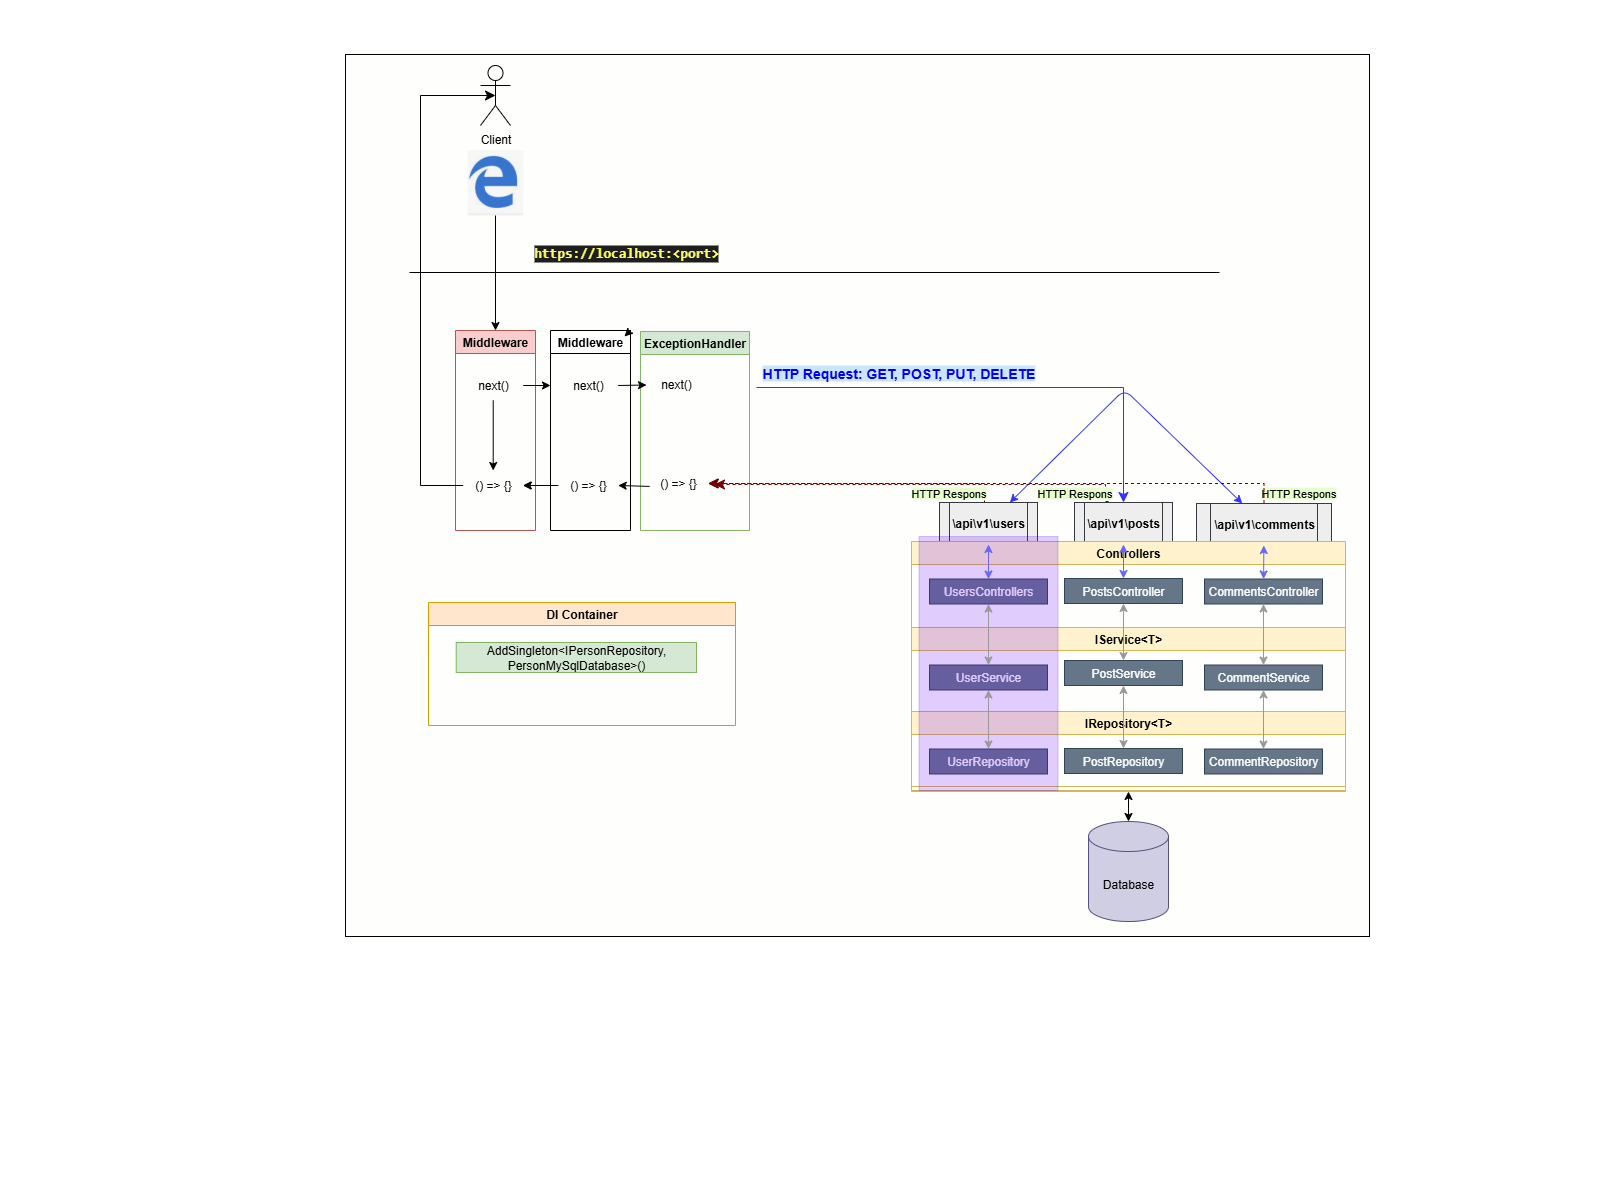 Client
https://localhost:<port>
Middleware
Middleware
ExceptionHandler
next()
next()
next()
HTTP Request: GET, POST, PUT, DELETE
() => {}
() => {}
() => {}
HTTP Respons
HTTP Respons
HTTP Respons
\api\v1\users
\api\v1\posts
\api\v1\comments
Controllers
UsersControllers
PostsController
CommentsController
IService<T>
UserService
PostService
CommentService
IRepository<T>
UserRepository
PostRepository
CommentRepository
DI Container
AddSingleton<IPersonRepository,
PersonMySqlDatabase>()
Database